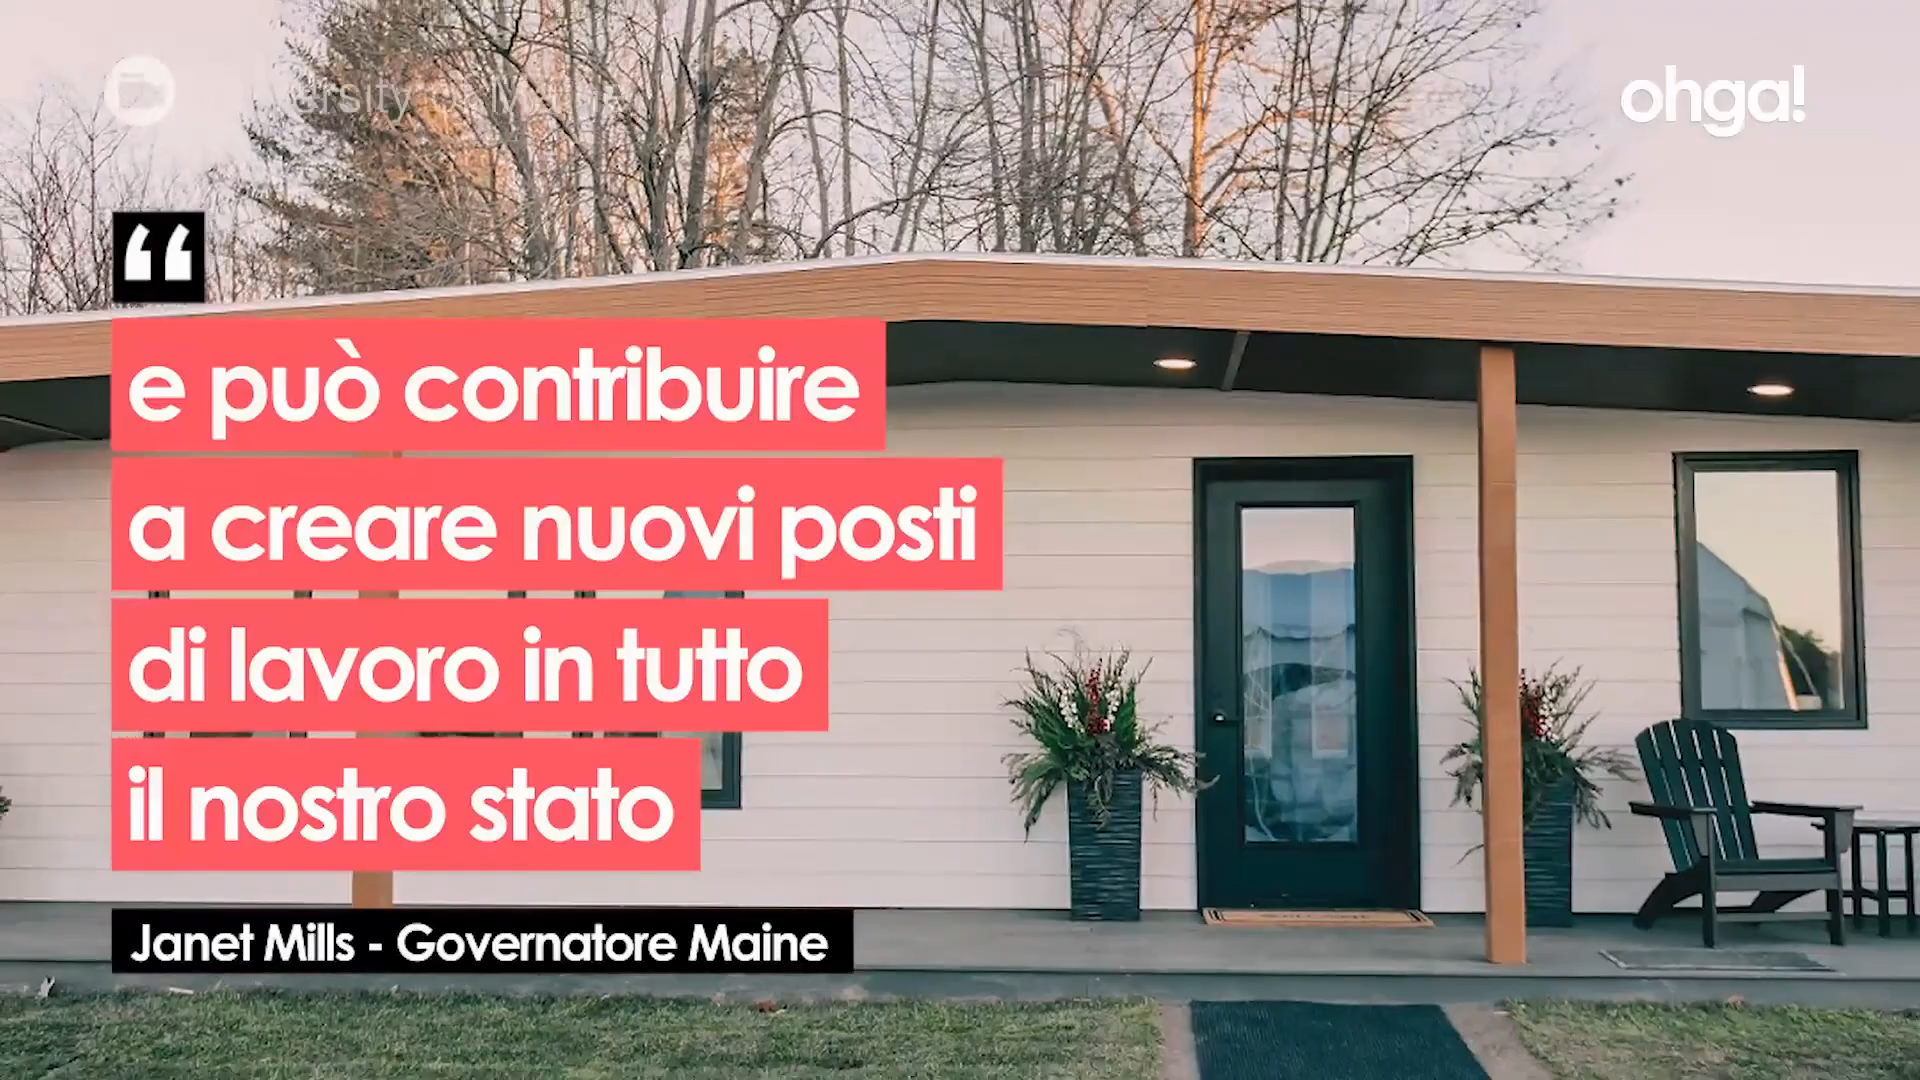 ohga!
“
e può contribuire
a creare nuovi posti
di lavoro in tutto
il nostro stato
Janet Mills - Governatore Maine